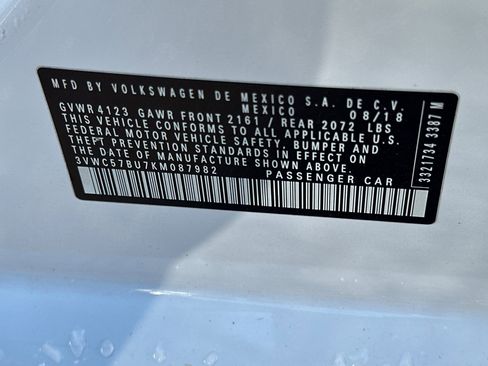 MFD BY VOLKSWAGEN DE MEXICO S.A. DE C.V.
MEXICO 08/18
GVWR 4123 GAWR FRONT 2161/ REAR 2072 LBS
THIS VEHICLE CONFORMS TO ALL APPLICABLE U.S.
FEDERAL MOTOR VEHICLE SAFETY, BUMPER AND
THEFT PREVENTION STANDARDS IN EFFECT ON
THE DATE OF MANUFACTURE SHOWN ABOVE.
3VWC57BU7KM087982 PASSENGER CAR
3321734 3387 M